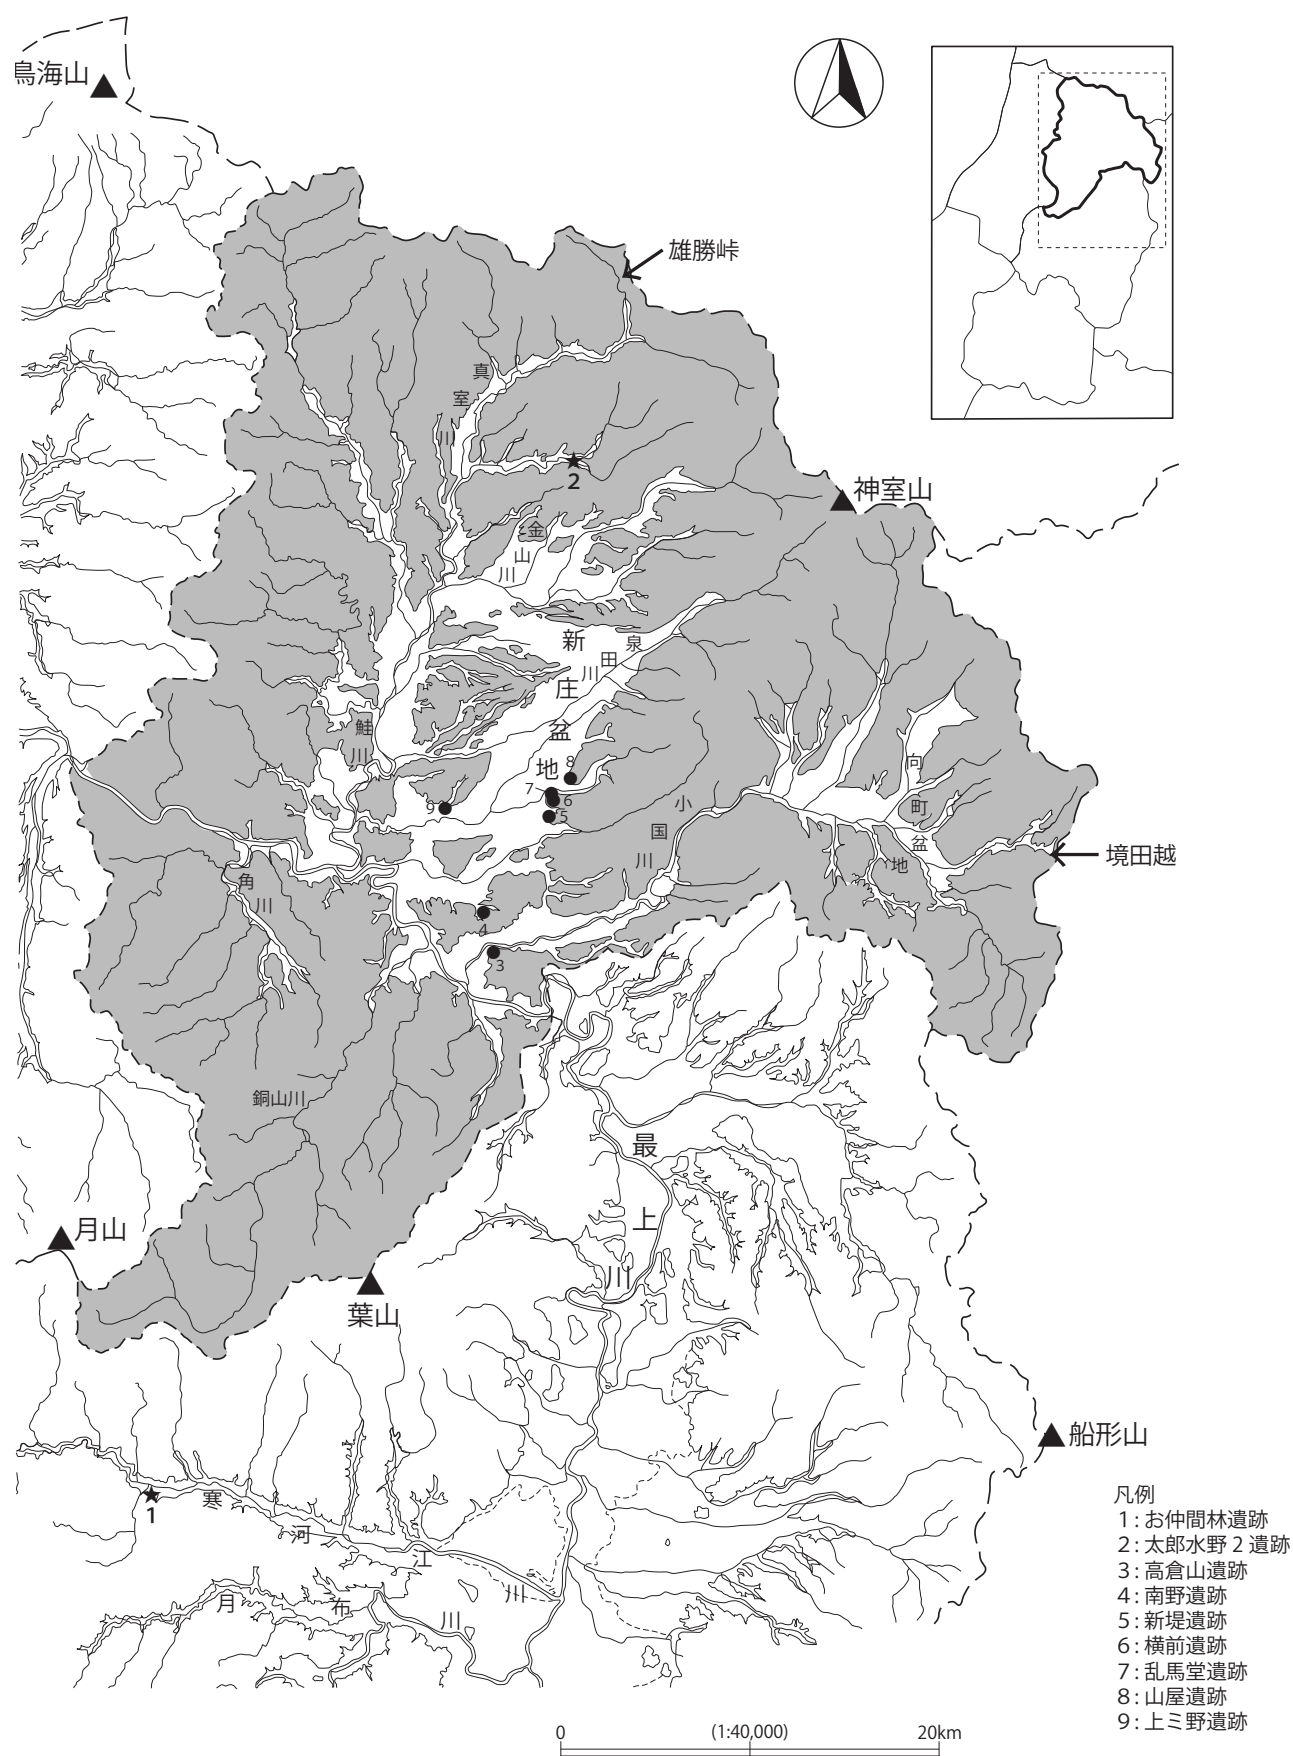 鳥海山
雄勝峠
真室川
2
神室山
金山川
新庄盆地
泉田川
鮭川
8
7
6
5
9
小国川
向町盆地
境田越
角川
4
3
銅山川
最上川
月山
葉山
船形山
1
寒河江川
月布川
凡例
1:お仲間林遺跡
2:太郎水野2遺跡
3:高倉山遺跡
4:南野遺跡
5:新堤遺跡
6:横前遺跡
7:乱馬堂遺跡
8:山屋遺跡
9:上ミ野遺跡
0 (1:40,000) 20km